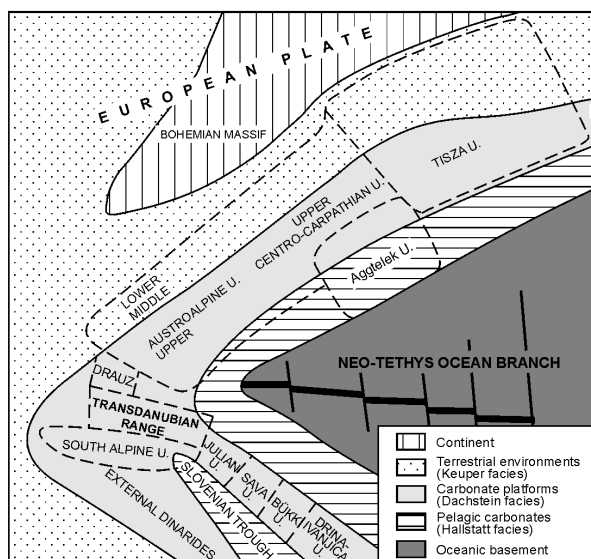 EUROPEAN PLATE
BOHEMIAN MASSIF
TISZA U.
UPPER
CENTRO-CARPATHIAN U.
Aggtelek U.
LOWER
MIDDLE
AUSTROALPINE U.
UPPER
NEO-TETHYS OCEAN BRANCH
DRAUZ
TRANSDANUBIAN
RANGE
SOUTH ALPINE U.
JULIAN
U.
SAVA
U.
BÜKK
U.
DRINA-
IVANJICA
U.
SLOVENIAN TROUGH
EXTERNAL DINARIDES
Continent
Terrestrial environments
(Keuper facies)
Carbonate platforms
(Dachstein facies)
Pelagic carbonates
(Hallstatt facies)
Oceanic basement